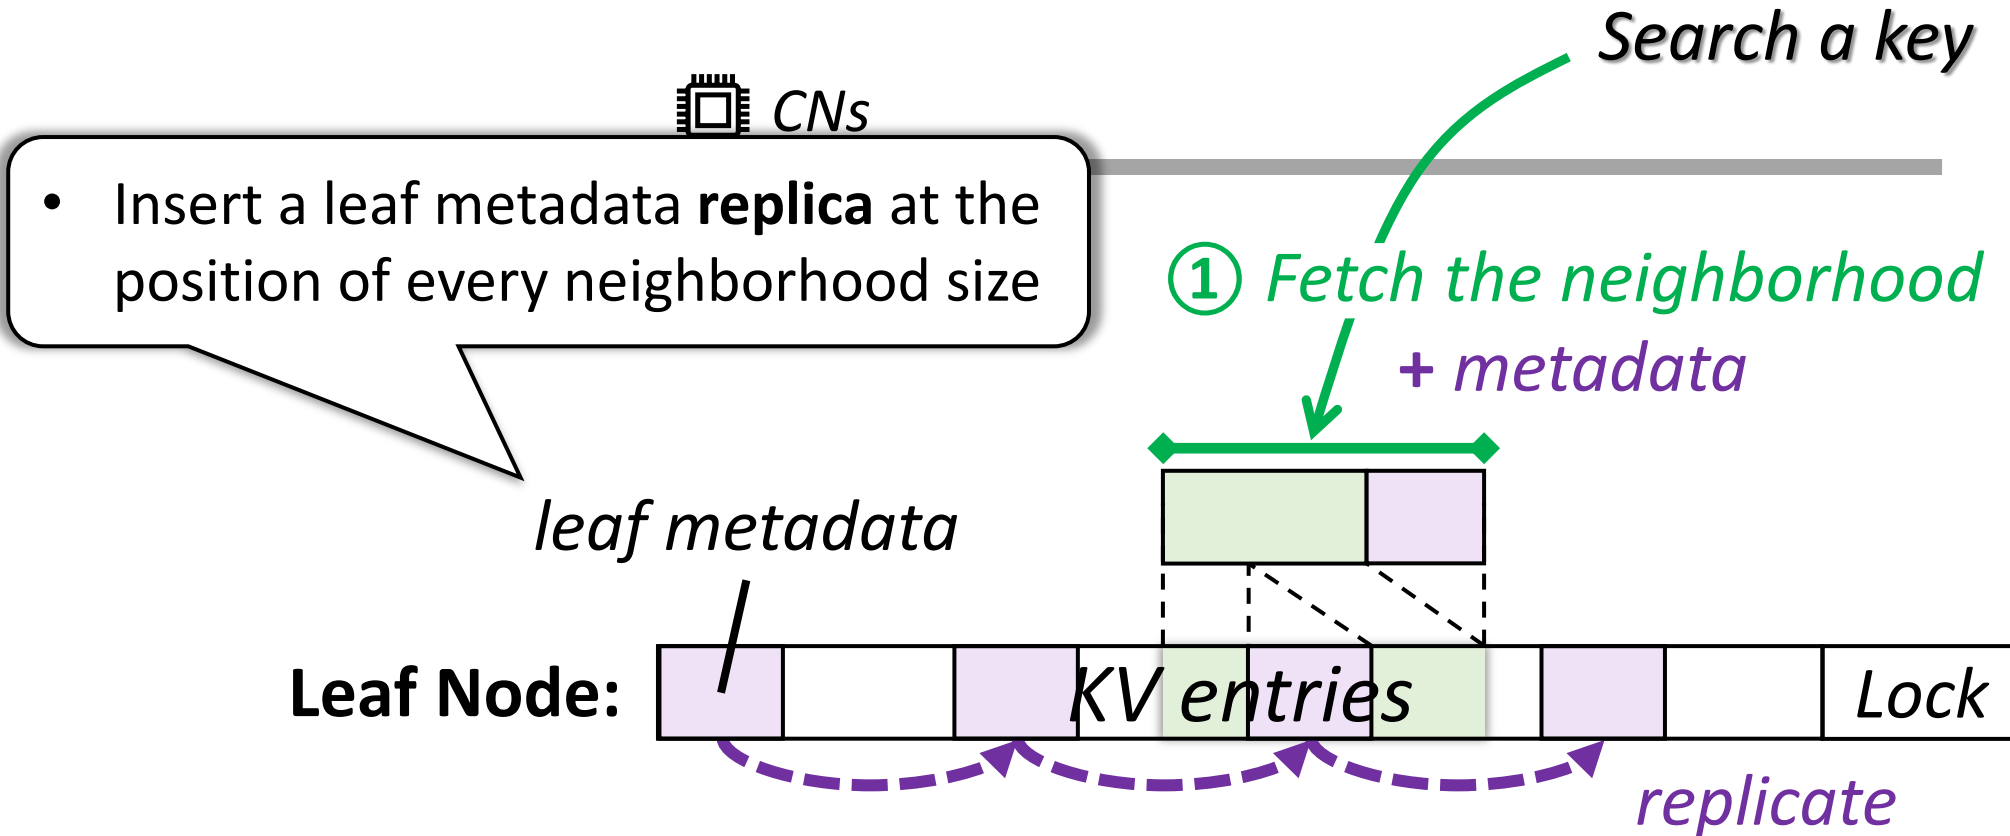 Search a key
CNs
• Insert a leaf metadata replica at the
position of every neighborhood size
① Fetch the neighborhood
+ metadata
leaf metadata
Leaf Node:
KV entries
Lock
replicate